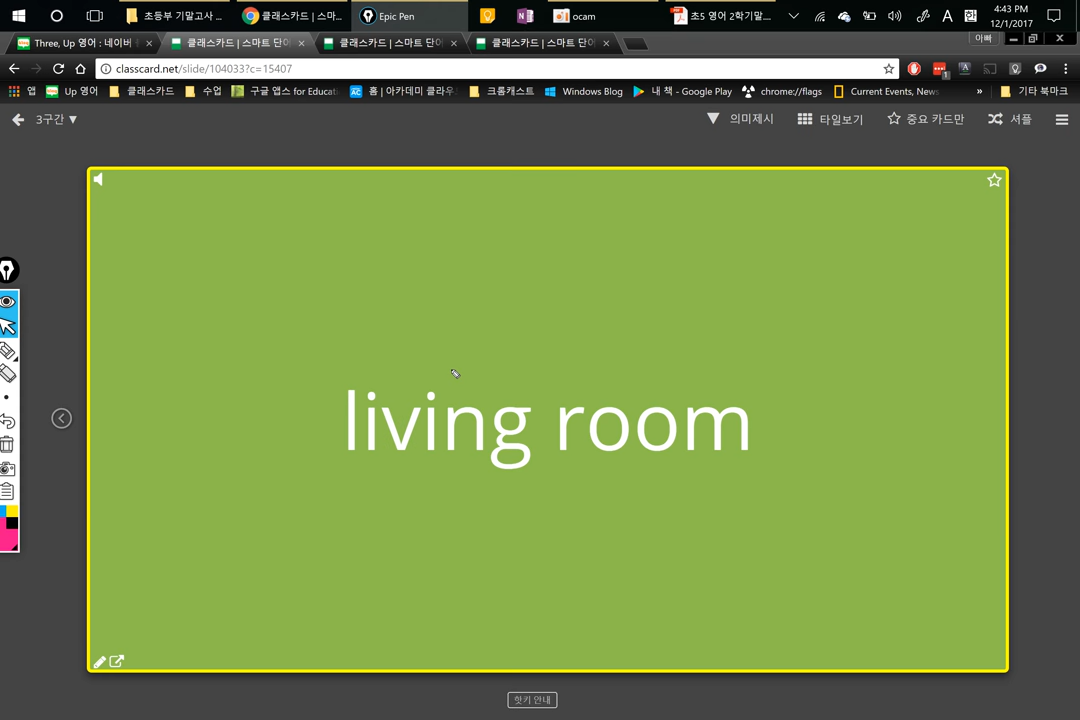 초등부 기말고사 ...
클래스카드 | 스마...
Epic Pen
ocam
초5 영어 2학기말...
A
한
4:43 PM
12/1/2017
Three, Up 영어 : 네이버
클래스카드 | 스마트 단어
클래스카드 | 스마트 단어
클래스카드 | 스마트 단어
아빠
classcard.net/slide/104033?c=15407
앱
Up 영어
클래스카드
수업
구글 앱스 for Educati
홈 | 아카데미 클라우
크롬캐스트
Windows Blog
내 책 - Google Play
chrome://flags
Current Events, News
»
기타 북마크
3구간 ▼
의미제시
타일보기
중요 카드만
셔플
living room
핫키 안내